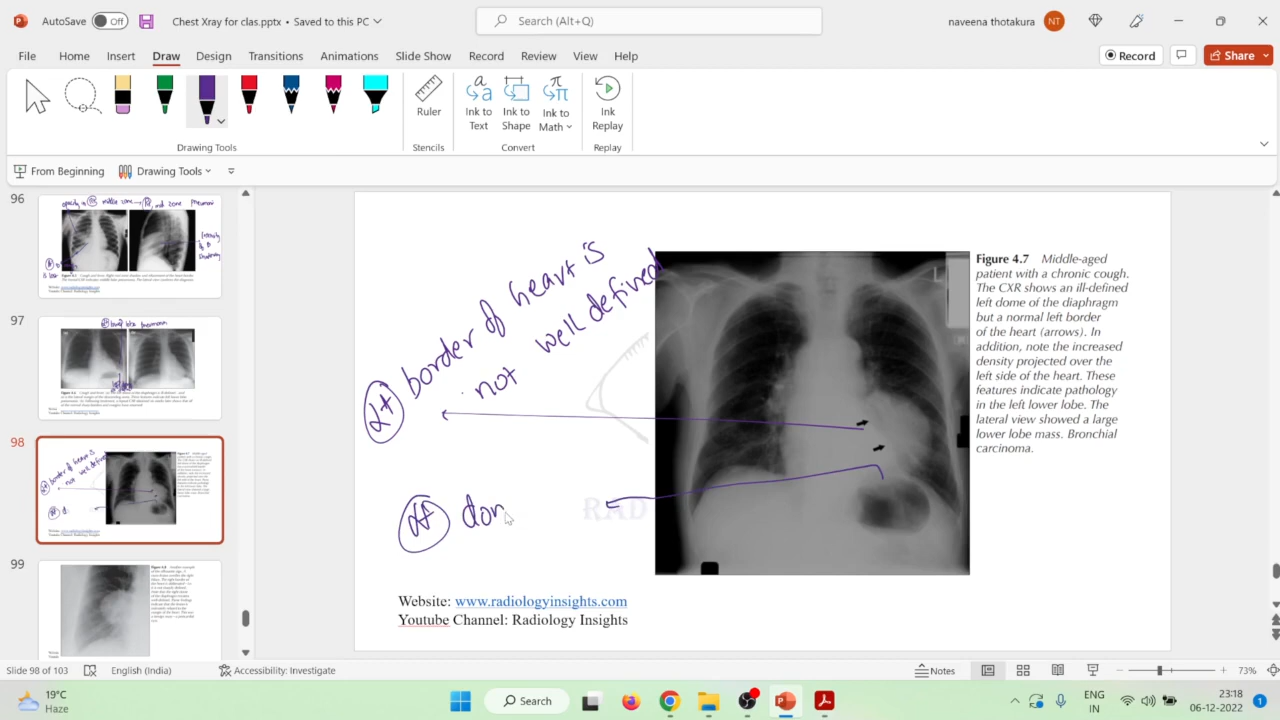 AutoSave Off Chest Xray for clas.pptx • Saved to this PC Search (Alt+Q) naveena thotakura NT
File Home Insert Draw Design Transitions Animations Slide Show Record Review View Help Record Share
Ruler
Ink to Text
Ink to Shape
Ink to Math
Ink Replay
Drawing Tools Stencils Convert Replay
From Beginning Drawing Tools
96
97
98
99
border of heart is
not well defined
dom
RAD
Figure 4.7 Middle-aged
patient with a chronic cough.
The CXR shows an ill-defined
left dome of the diaphragm
but a normal left border
of the heart (arrows). In
addition, note the increased
density projected over the
left side of the heart. These
features indicate pathology
in the left lower lobe. The
lateral view showed a large
lower lobe mass. Bronchial
carcinoma.
www.radiologyinsights.com
Youtube Channel: Radiology Insights
Slide 98 of 103 English (India) Accessibility: Investigate Notes 73%
19°C
Haze
Search
ENG
IN
23:18
06-12-2022
1